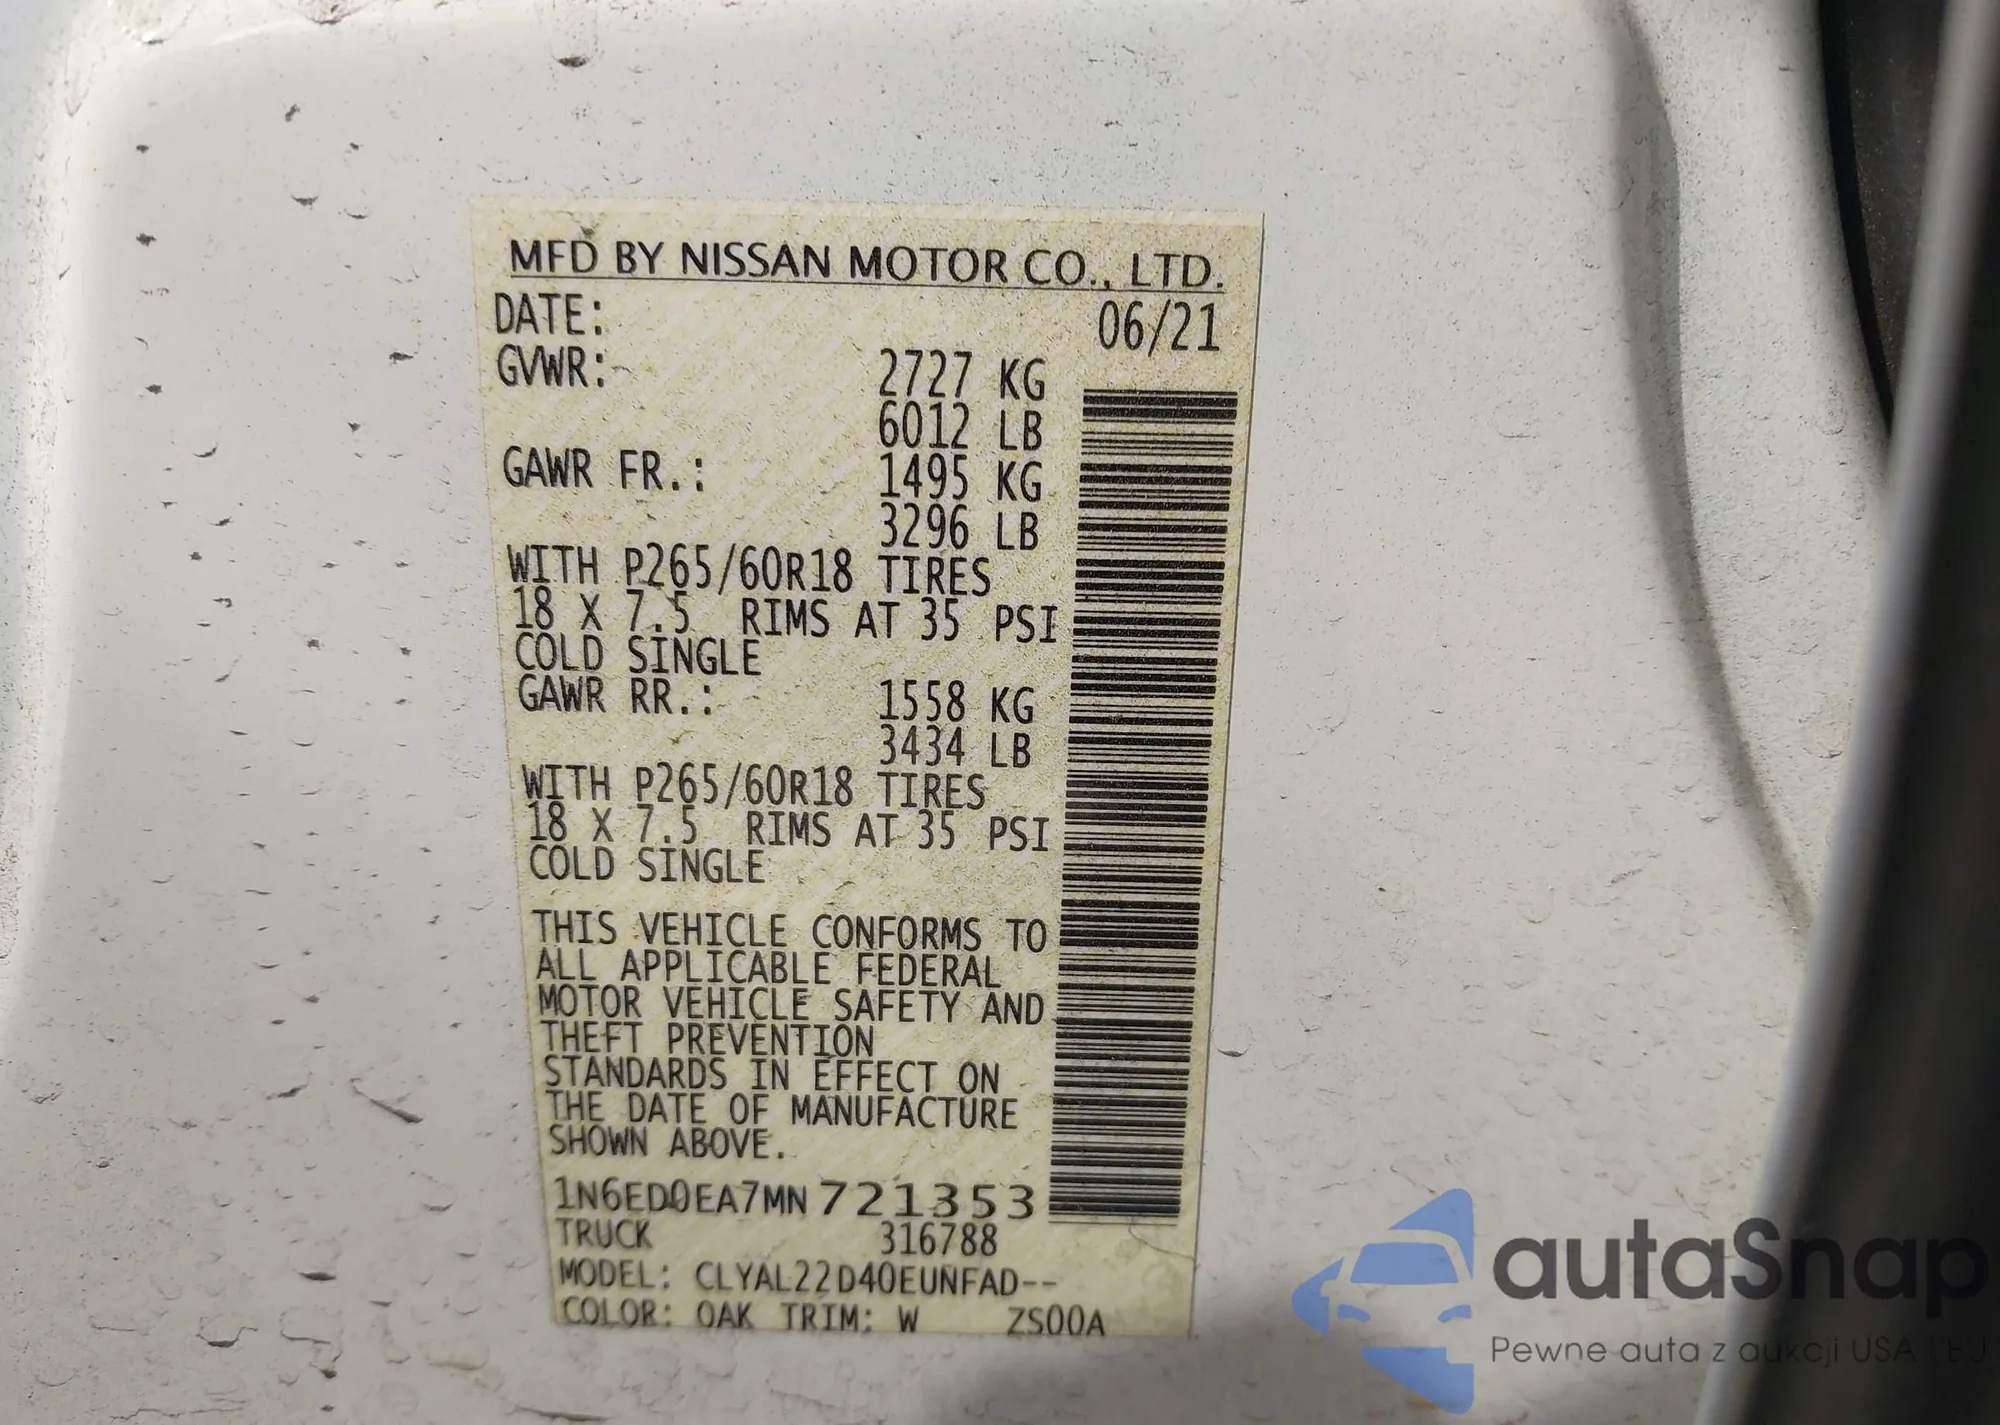 MFD BY NISSAN MOTOR CO., LTD.
DATE: 06/21
GVWR: 2727 KG
6012 LB
GAWR FR.: 1495 KG
3296 LB
WITH P265/60R18 TIRES
18 X 7.5 RIMS AT 35 PSI
COLD SINGLE
GAWR RR.: 1558 KG
3434 LB
WITH P265/60R18 TIRES
18 X 7.5 RIMS AT 35 PSI
COLD SINGLE
THIS VEHICLE CONFORMS TO
ALL APPLICABLE FEDERAL
MOTOR VEHICLE SAFETY AND
THEFT PREVENTION
STANDARDS IN EFFECT ON
THE DATE OF MANUFACTURE
SHOWN ABOVE.
1N6ED0EA7MN721353
TRUCK 316788
MODEL: CLYAL22D40EUNFAD--
COLOR: QAK TRIM: W ZS00A
autaSnap
Pewne auta z aukcji USA i EJ